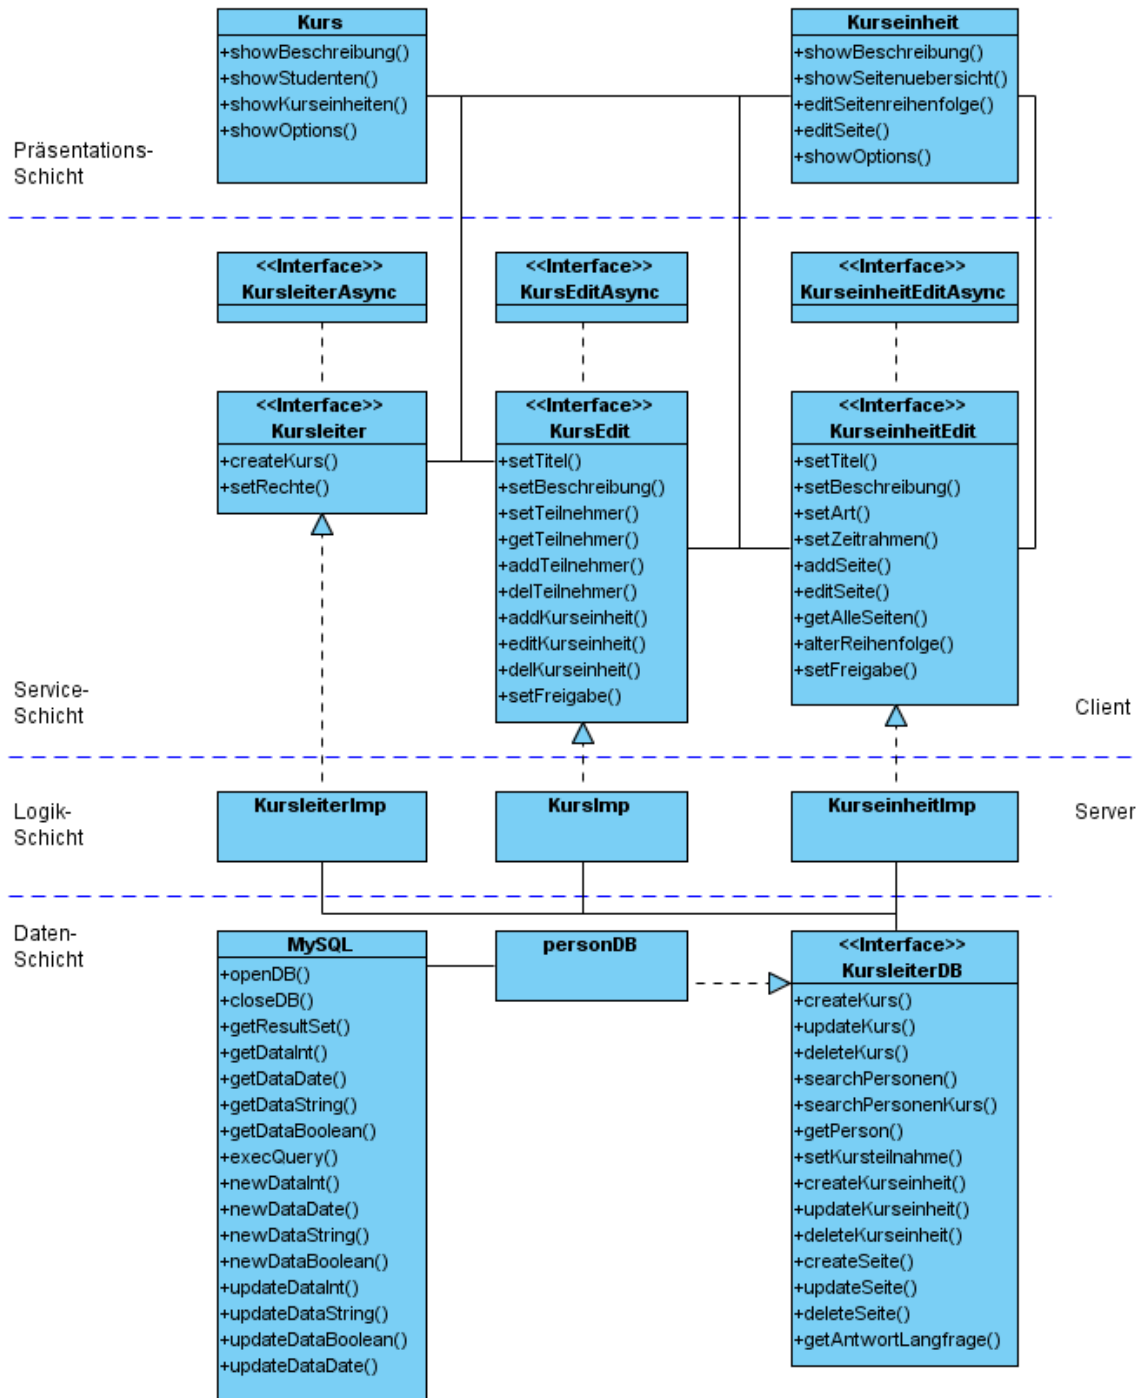 Kurs
+showBeschreibung()
+showStudenten()
+showKurseinheiten()
+showOptions()
Kurseinheit
+showBeschreibung()
+showSeitenuebersicht()
+editSeitenreihenfolge()
+editSeite()
+showOptions()
Präsentations-
Schicht
<<Interface>>
KursleiterAsync
<<Interface>>
KursEditAsync
<<Interface>>
KurseinheitEditAsync
<<Interface>>
Kursleiter
+createKurs()
+setRechte()
<<Interface>>
KursEdit
+setTitel()
+setBeschreibung()
+setTeilnehmer()
+getTeilnehmer()
+addTeilnehmer()
+delTeilnehmer()
+addKurseinheit()
+editKurseinheit()
+delKurseinheit()
+setFreigabe()
<<Interface>>
KurseinheitEdit
+setTitel()
+setBeschreibung()
+setArt()
+setZeitrahmen()
+addSeite()
+editSeite()
+getAlleSeiten()
+alterReihenfolge()
+setFreigabe()
Service-
Schicht
Client
Logik-
Schicht
KursleiterImp
KursImp
KurseinheitImp
Server
Daten-
Schicht
MySQL
+openDB()
+closeDB()
+getResultSet()
+getDataInt()
+getDataDate()
+getDataString()
+getDataBoolean()
+execQuery()
+newDataInt()
+newDataDate()
+newDataString()
+newDataBoolean()
+updateDataInt()
+updateDataString()
+updateDataBoolean()
+updateDataDate()
personDB
<<Interface>>
KursleiterDB
+createKurs()
+updateKurs()
+deleteKurs()
+searchPersonen()
+searchPersonenKurs()
+getPerson()
+setKursteilnahme()
+createKurseinheit()
+updateKurseinheit()
+deleteKurseinheit()
+createSeite()
+updateSeite()
+deleteSeite()
+getAntwortLangfrage()